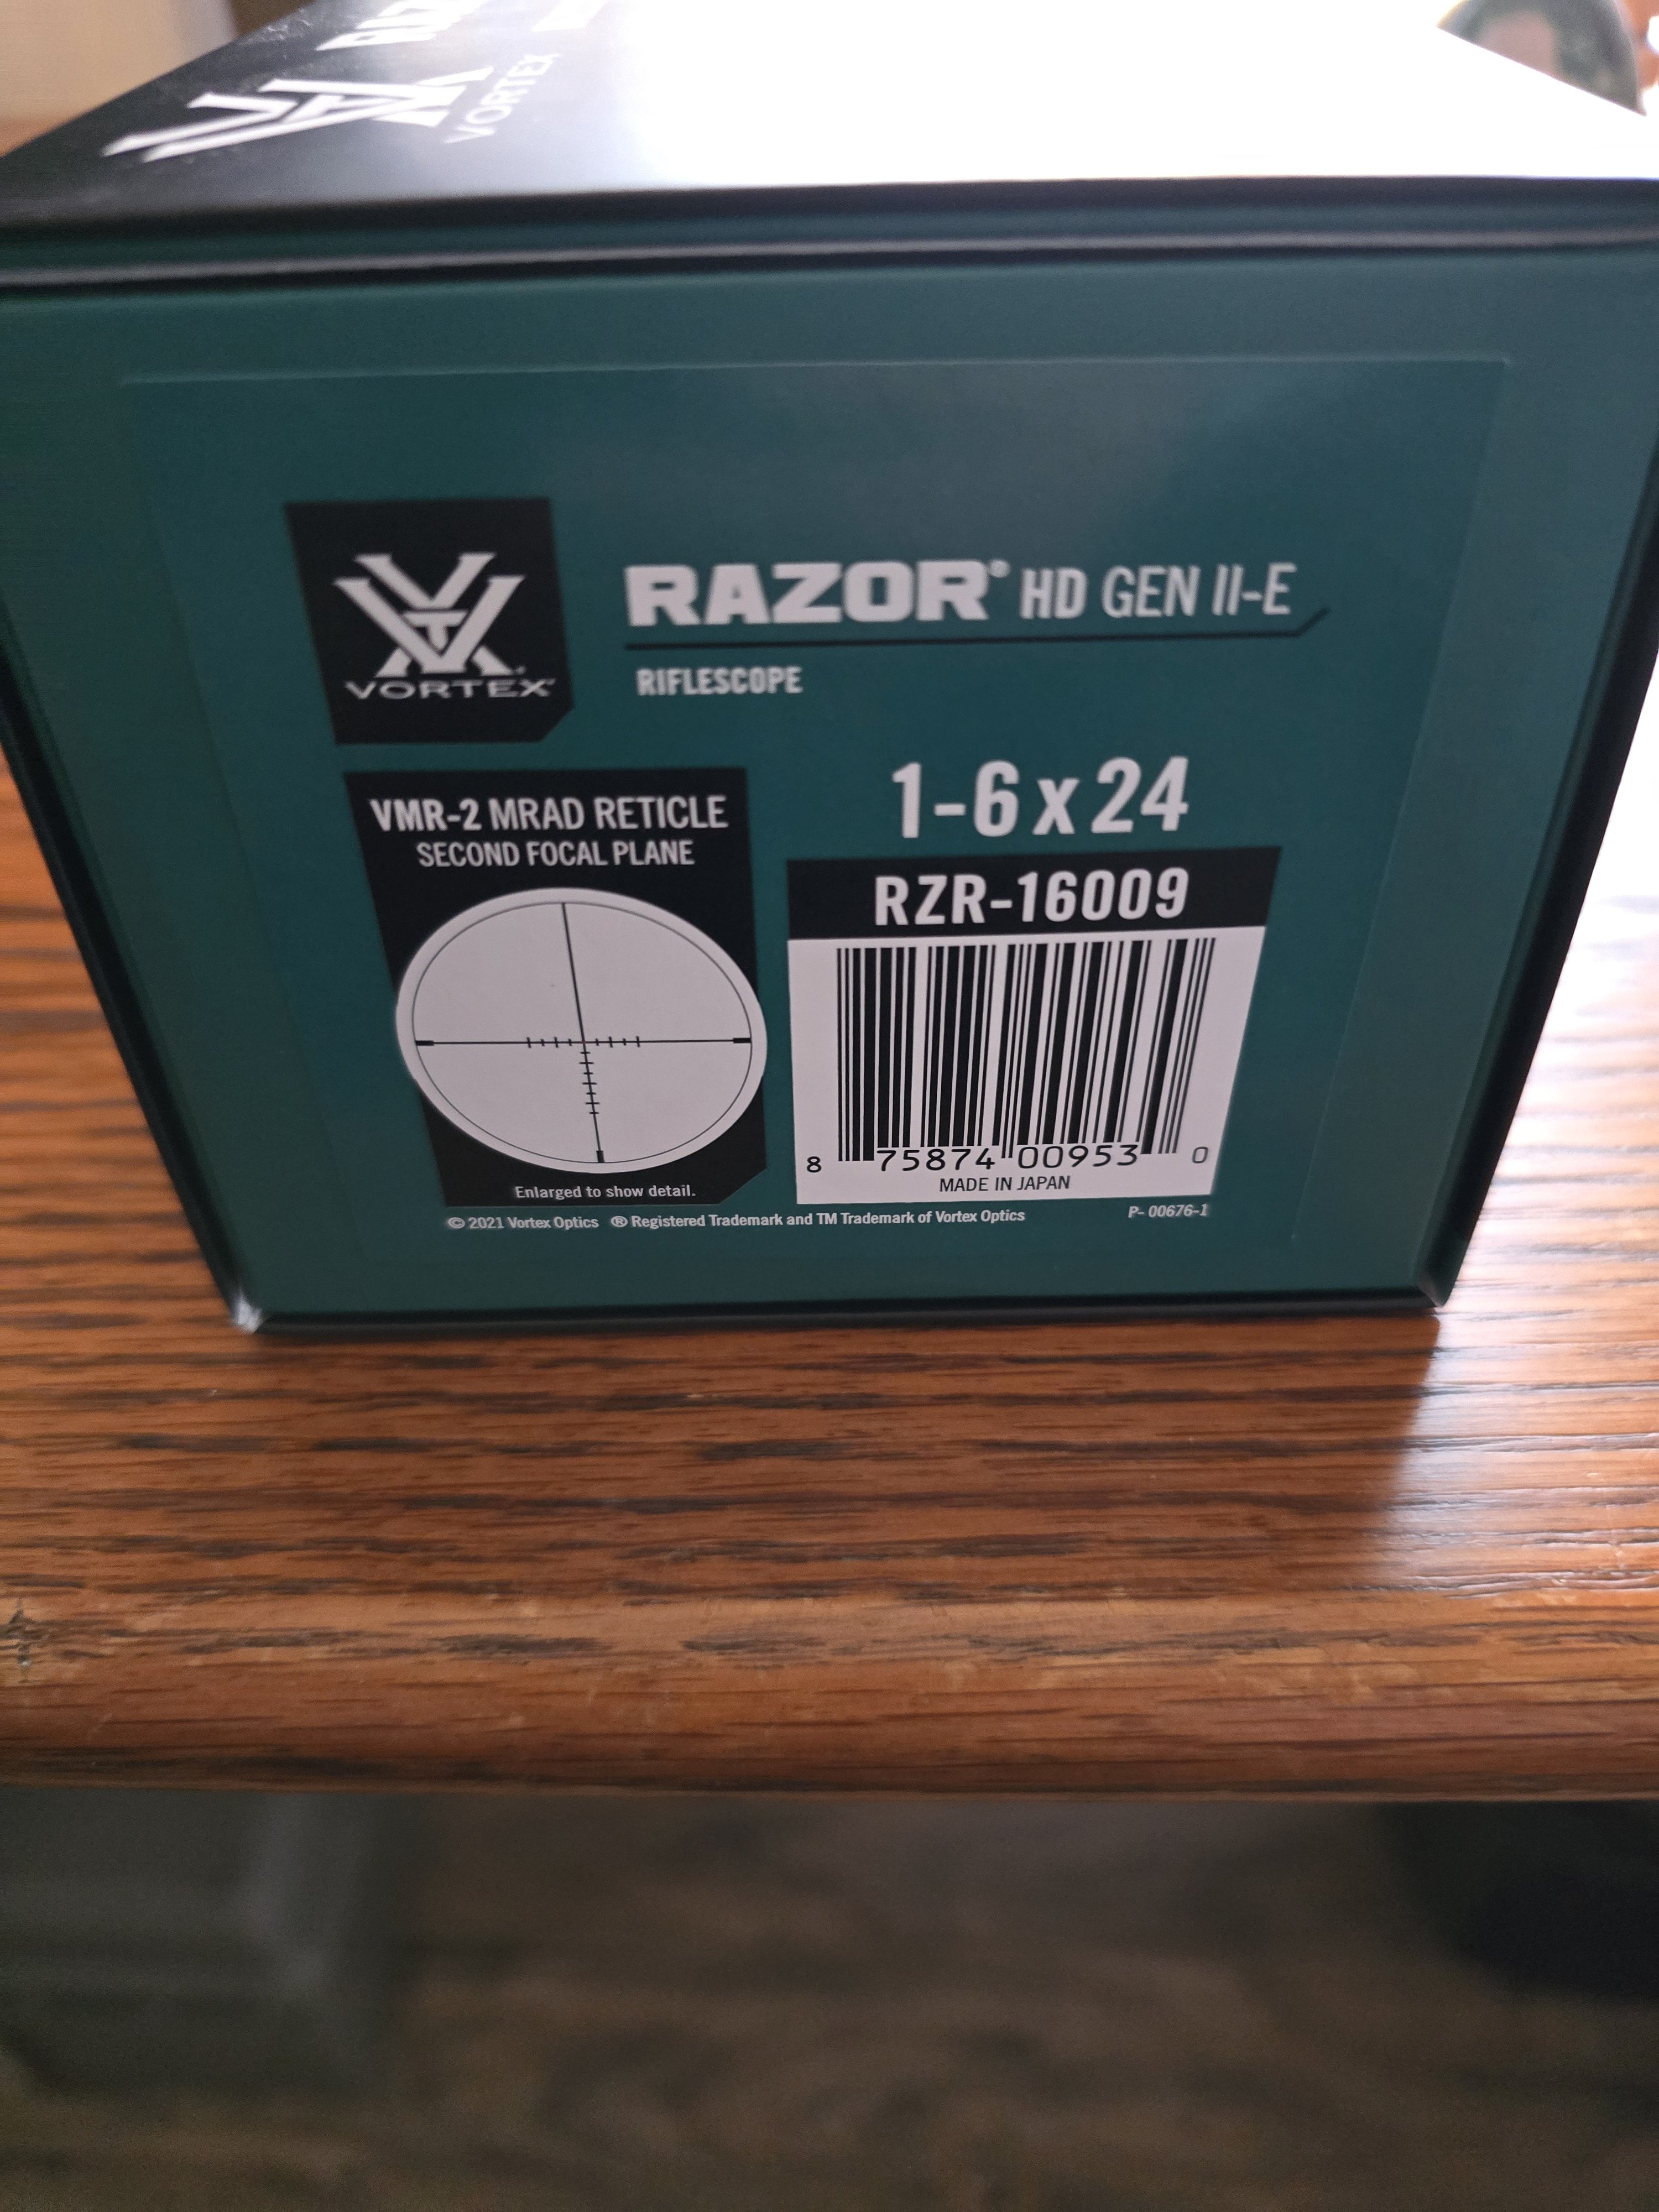 VORTEX
VORTEX
RAZOR® HD GEN II-E
RIFLESCOPE
1-6x24
VMR-2 MRAD RETICLE
SECOND FOCAL PLANE
RZR-16009
8 75874 00953 0
MADE IN JAPAN
Enlarged to show detail.
© 2021 Vortex Optics ® Registered Trademark and TM Trademark of Vortex Optics
P- 00676-1